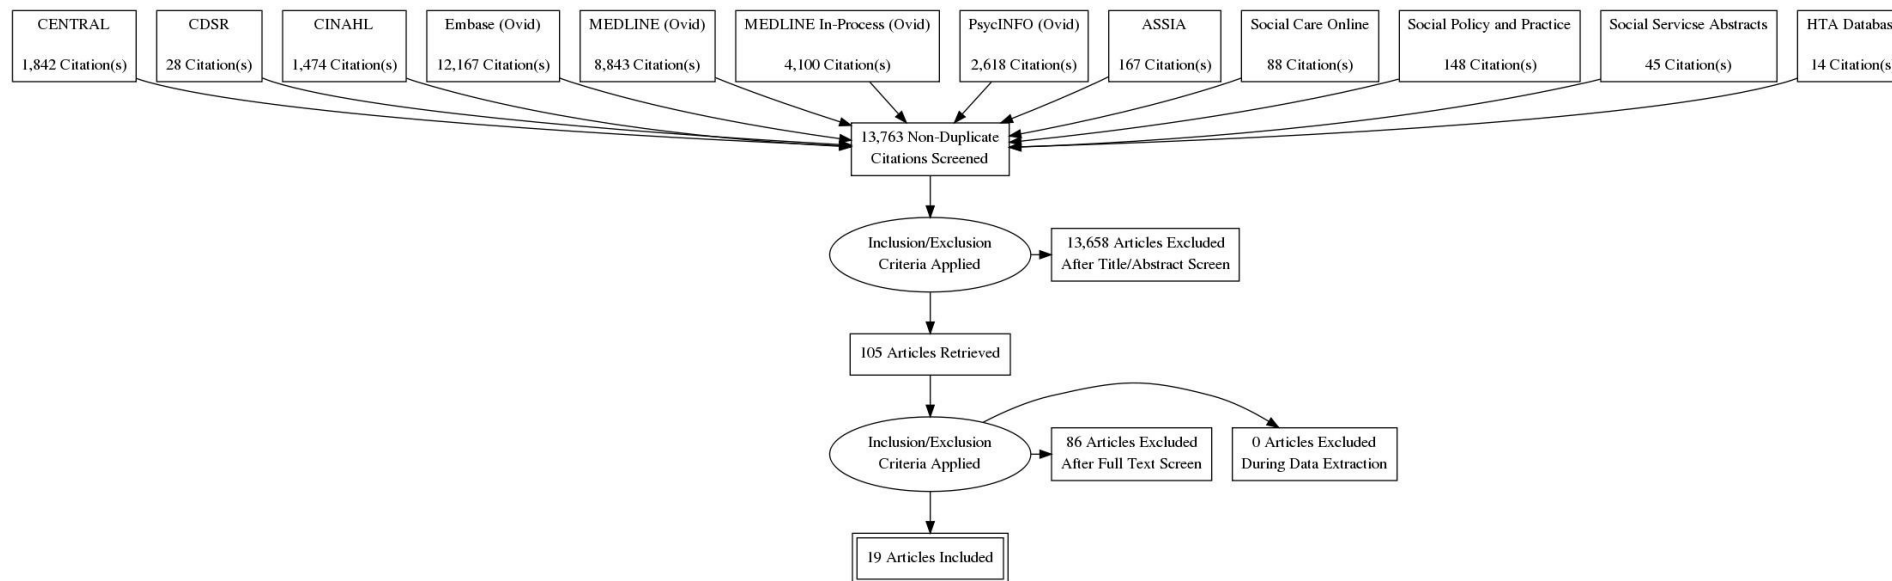 CENTRAL
1,842 Citation(s)
CDSR
28 Citation(s)
CINAHL
1,474 Citation(s)
Embase (Ovid)
12,167 Citation(s)
MEDLINE (Ovid)
8,843 Citation(s)
MEDLINE In-Process (Ovid)
4,100 Citation(s)
PsycINFO (Ovid)
2,618 Citation(s)
ASSIA
167 Citation(s)
Social Care Online
88 Citation(s)
Social Policy and Practice
148 Citation(s)
Social Servicse Abstracts
45 Citation(s)
HTA Databas
14 Citation(s
13,763 Non-Duplicate
Citations Screened
Inclusion/Exclusion
Criteria Applied
13,658 Articles Excluded
After Title/Abstract Screen
105 Articles Retrieved
Inclusion/Exclusion
Criteria Applied
86 Articles Excluded
After Full Text Screen
0 Articles Excluded
During Data Extraction
19 Articles Included